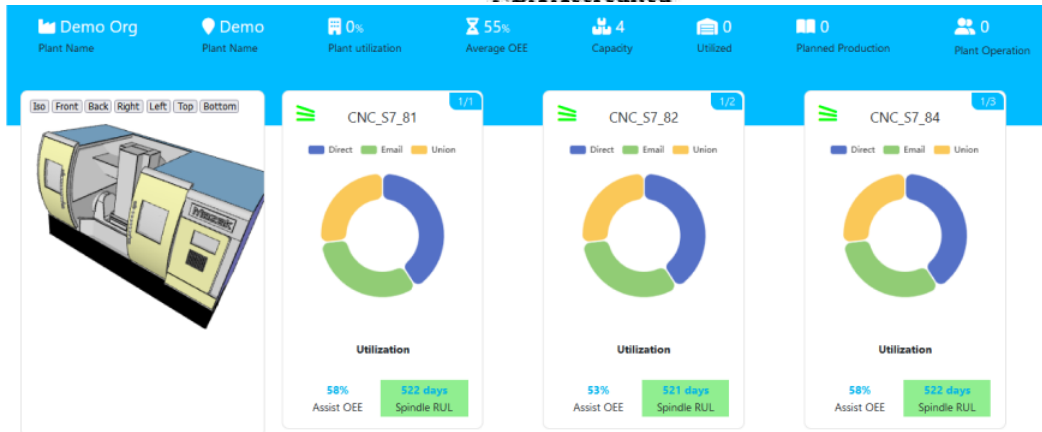 Demo Org
Plant Name
Demo
Plant Name
0%
Plant utilization
55%
Average OEE
4
Capacity
0
Utilized
0
Planned Production
0
Plant Operation
Iso Front Back Right Left Top Bottom
1/1
CNC_S7_81
Direct Email Union
Utilization
58%
Assist OEE
522 days
Spindle RUL
1/2
CNC_S7_82
Direct Email Union
Utilization
53%
Assist OEE
521 days
Spindle RUL
1/3
CNC_S7_84
Direct Email Union
Utilization
58%
Assist OEE
522 days
Spindle RUL